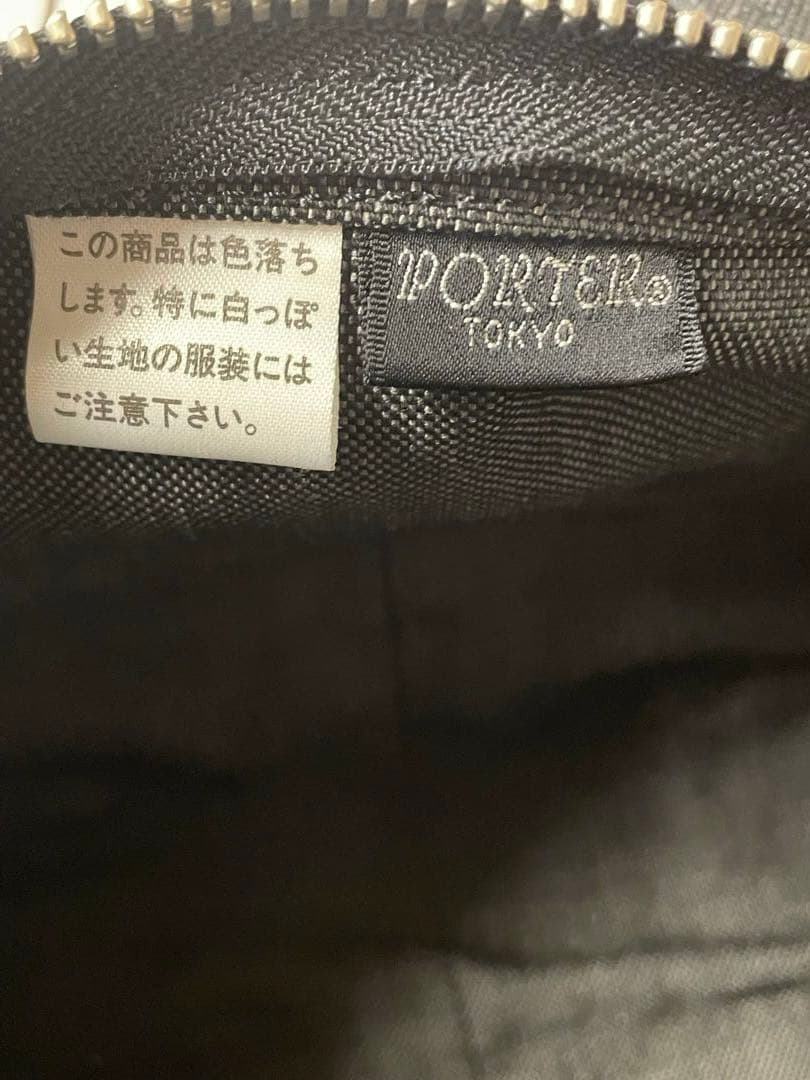 この商品は色落ち
します。特に白っぽ
い生地の服装には
ご注意下さい。
PORTER®
TOKYO